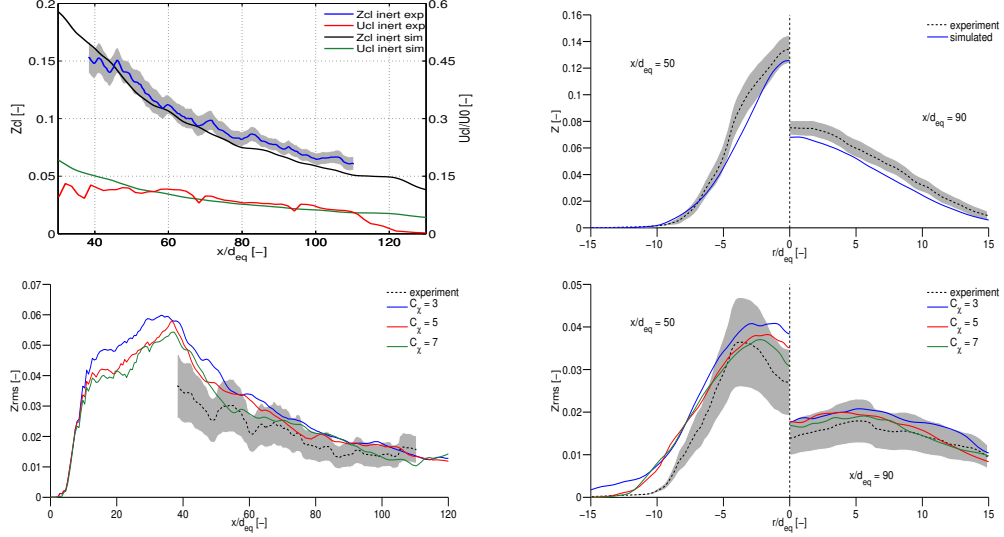 0.2
0.15
0.1
0.05
0
Zcl [−]
40 60 80 100 120
x/d_eq [−]
0.6
0.45
0.3
0.15
0
Ucl/U0 [−]
Zcl inert exp
Ucl inert exp
Zcl inert sim
Ucl inert sim
0.16
0.14
0.12
0.1
0.08
0.06
0.04
0.02
0
Z [−]
−15 −10 −5 0 5 10 15
r/d_eq [−]
x/d_eq = 50
x/d_eq = 90
experiment
simulated
0.07
0.06
0.05
0.04
0.03
0.02
0.01
0
Zrms [−]
0 20 40 60 80 100 120
x/d_eq [−]
experiment
C_χ = 3
C_χ = 5
C_χ = 7
0.05
0.04
0.03
0.02
0.01
0
Zrms [−]
−15 −10 −5 0 5 10 15
r/d_eq [−]
x/d_eq = 50
x/d_eq = 90
experiment
C_χ = 3
C_χ = 5
C_χ = 7